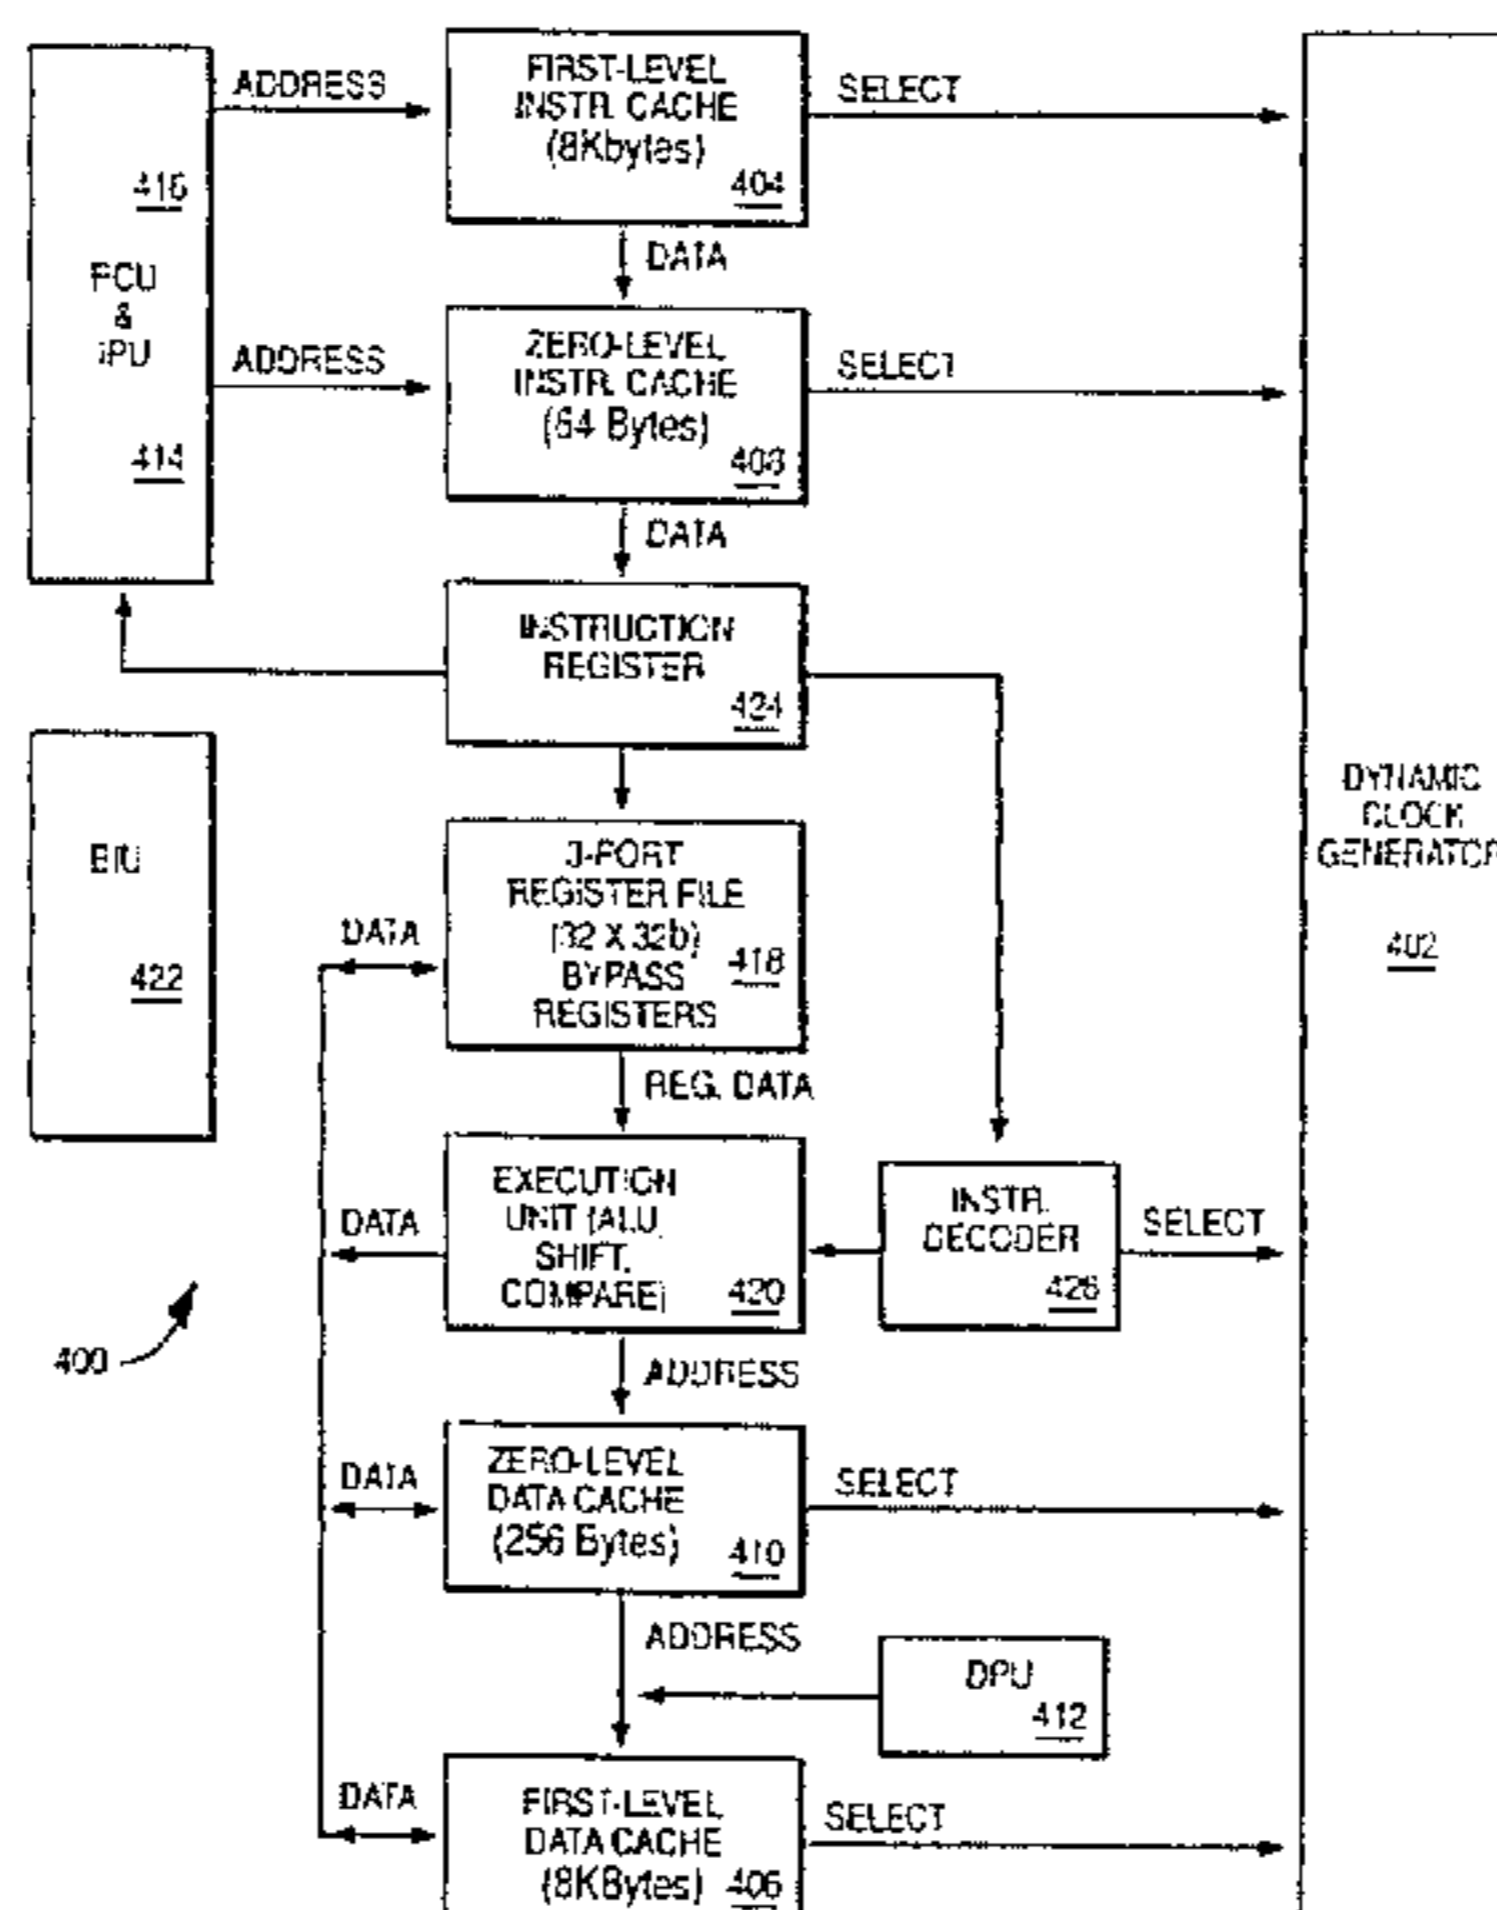 ADDRESS
FIRST-LEVEL
INSTR. CACHE
(8Kbytes)
404
SELECT
416
PCU
&
IPU
414
DATA
ADDRESS
ZERO-LEVEL
INSTR. CACHE
(64 Bytes)
408
SELECT
DATA
INSTRUCTION
REGISTER
424
BIU
422
DYNAMIC
CLOCK
GENERATOR
402
DATA
3-PORT
REGISTER FILE
(32 X 32b)
BYPASS
REGISTERS
418
REG. DATA
DATA
EXECUTION
UNIT (ALU,
SHIFT,
COMPARE)
420
INSTR.
DECODER
426
SELECT
400
ADDRESS
DATA
ZERO-LEVEL
DATA CACHE
(256 Bytes)
410
SELECT
ADDRESS
DPU
412
DATA
FIRST-LEVEL
DATA CACHE
(8KBytes)
406
SELECT